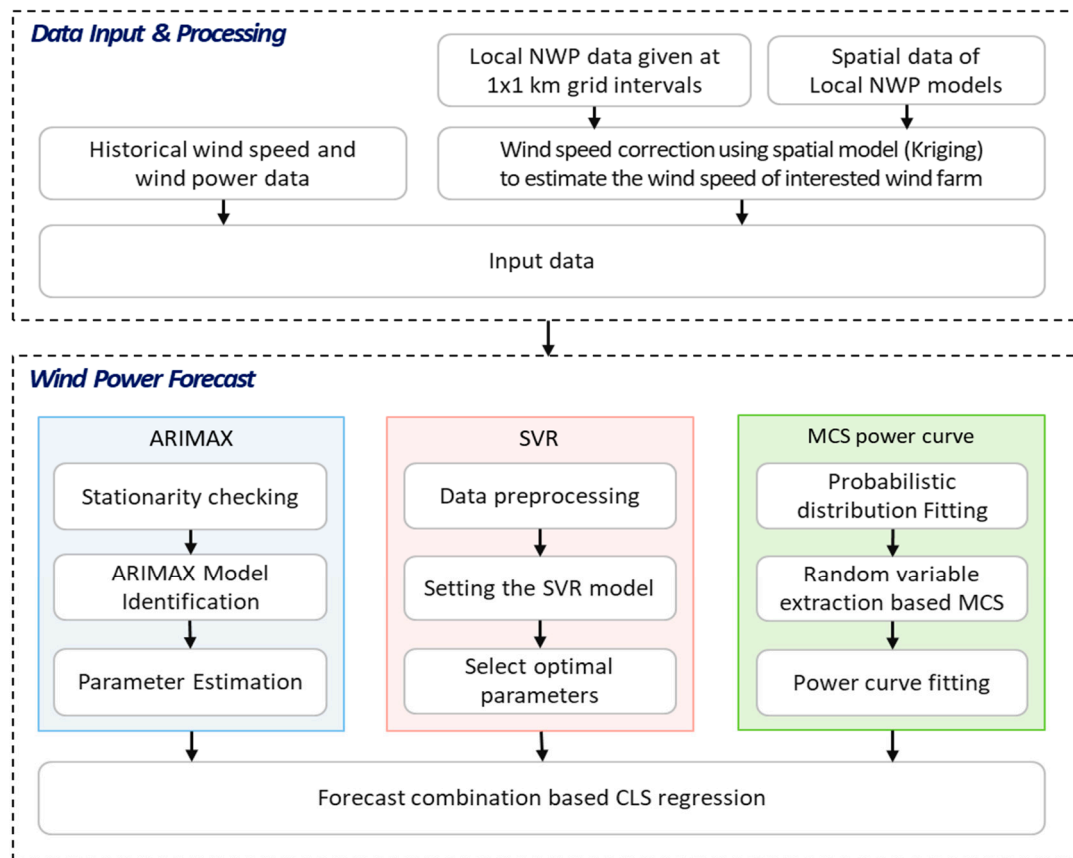 Data Input & Processing
Local NWP data given at
1x1 km grid intervals
Spatial data of
Local NWP models
Historical wind speed and
wind power data
Wind speed correction using spatial model (Kriging)
to estimate the wind speed of interested wind farm
Input data
Wind Power Forecast
ARIMAX
Stationarity checking
ARIMAX Model
Identification
Parameter Estimation
SVR
Data preprocessing
Setting the SVR model
Select optimal
parameters
MCS power curve
Probabilistic
distribution Fitting
Random variable
extraction based MCS
Power curve fitting
Forecast combination based CLS regression